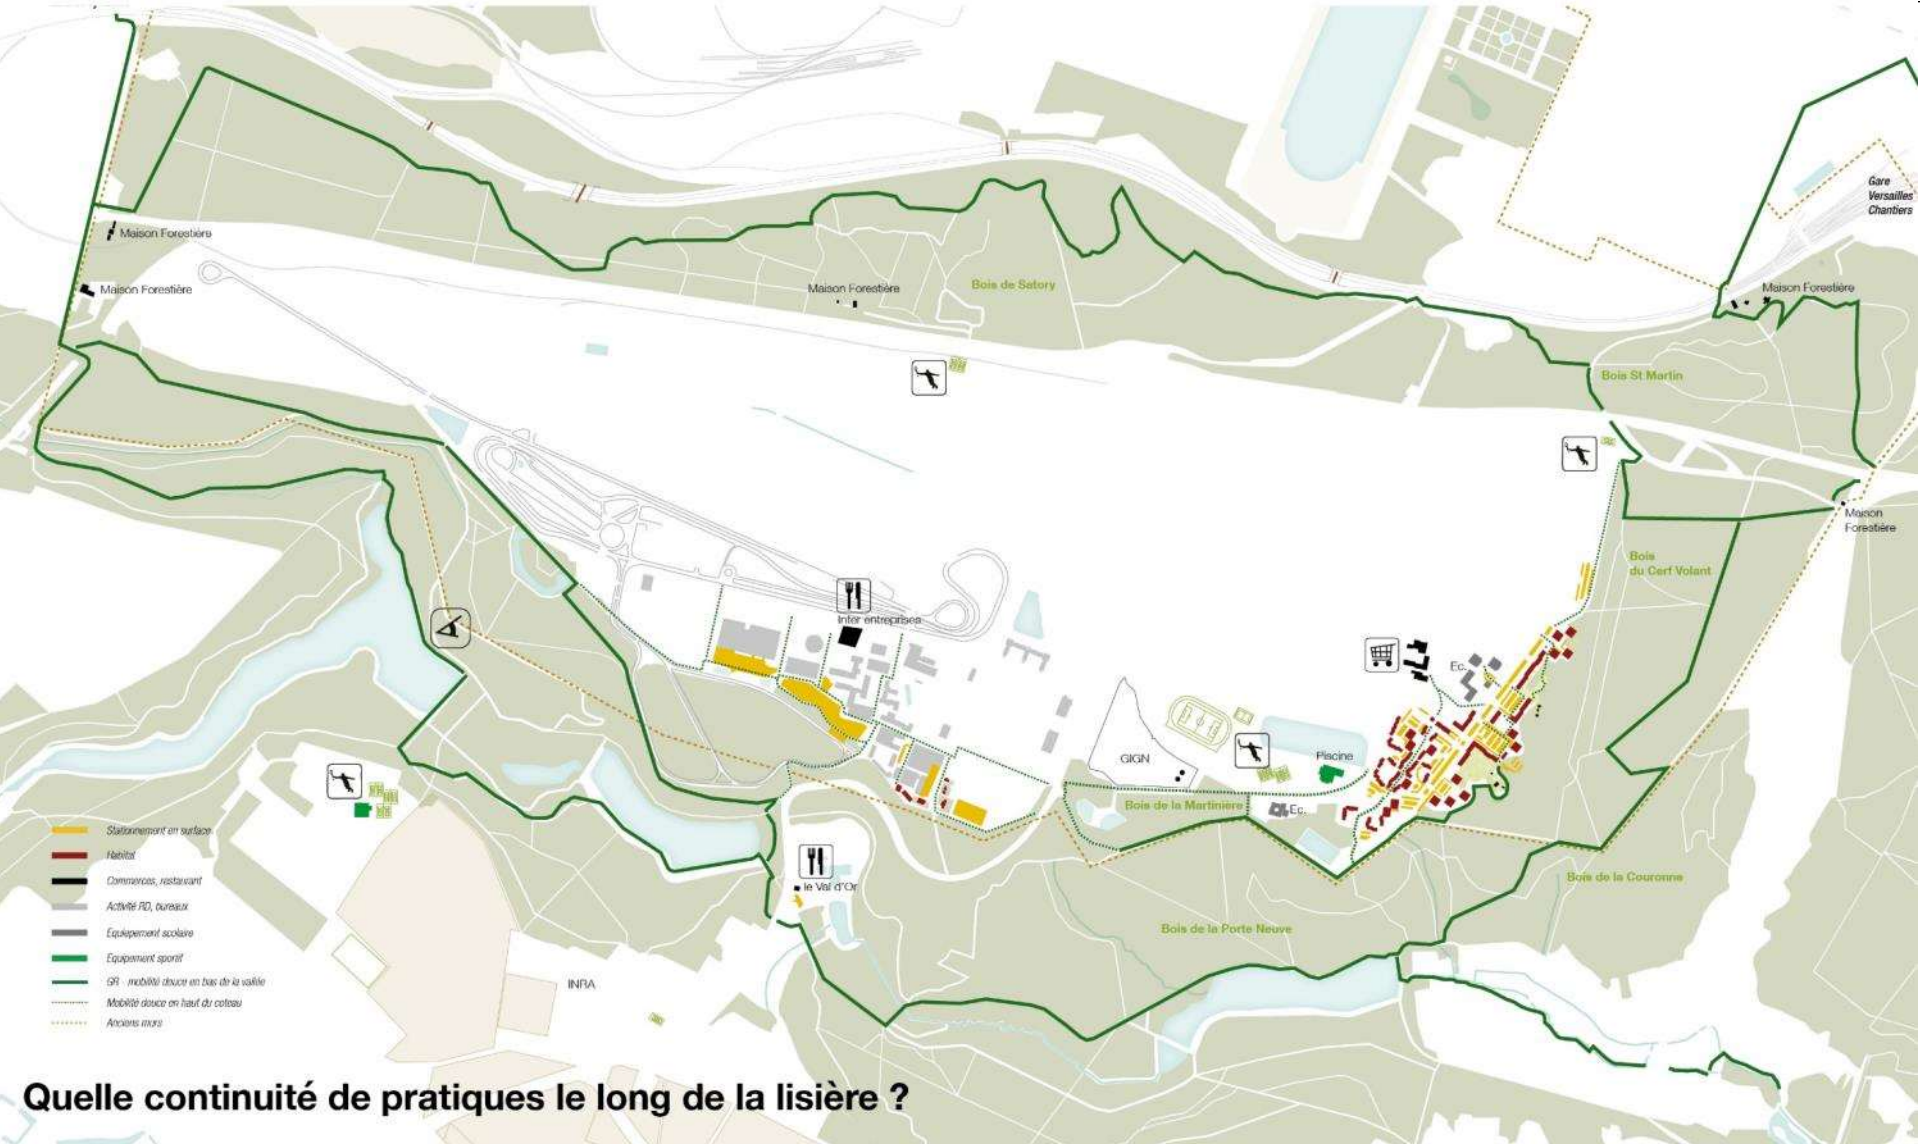 Gare
Versailles
Chantiers
Maison Forestière
Maison Forestière
Maison Forestière
Bois de Satory
Maison Forestière
Bois St Martin
Maison
Forestière
Bois
du Cerf Volant
Inter entreprises
Ec.
GIGN
Piscine
Bois de la Martinière
Ec.
le Val d'Or
Bois de la Couronne
Bois de la Porte Neuve
INRA
Stationnement en surface
Habitat
Commerces, restaurant
Activité RD, bureaux
Equiepement scolaire
Equipement sportif
GR - mobilité douce en bas de la vallée
Mobilité douce en haut du coteau
Anciens murs
Quelle continuité de pratiques le long de la lisière ?